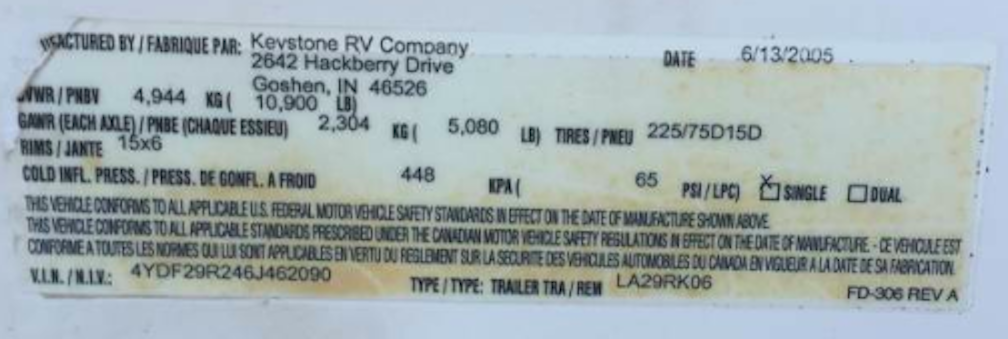 UFACTURED BY / FABRIQUE PAR: Keystone RV Company DATE 6/13/2005
2642 Hackberry Drive
Goshen, IN 46526
GVWR / PNBV 4,944 KG ( 10,900 LB)
GAWR (EACH AXLE) / PNBE (CHAQUE ESSIEU) 2,304 KG ( 5,080 LB) TIRES / PNEU 225/75D15D
RIMS / JANTE 15x6
COLD INFL. PRESS. / PRESS. DE GONFL. A FROID 448 KPA ( 65 PSI / LPC) X SINGLE DUAL
THIS VEHICLE CONFORMS TO ALL APPLICABLE U.S. FEDERAL MOTOR VEHICLE SAFETY STANDARDS IN EFFECT ON THE DATE OF MANUFACTURE SHOWN ABOVE.
THIS VEHICLE CONFORMS TO ALL APPLICABLE STANDARDS PRESCRIBED UNDER THE CANADIAN MOTOR VEHICLE SAFETY REGULATIONS IN EFFECT ON THE DATE OF MANUFACTURE. - CE VEHICULE EST
CONFORME A TOUTES LES NORMES QUI LUI SONT APPLICABLES EN VERTU DU REGLEMENT SUR LA SECURITE DES VEHICULES AUTOMOBILES DU CANADA EN VIGUEUR A LA DATE DE SA FABRICATION.
V.I.N. / N.I.V.: 4YDF29R246J462090 TYPE / TYPE: TRAILER TRA / REM LA29RK06
FD-306 REV A